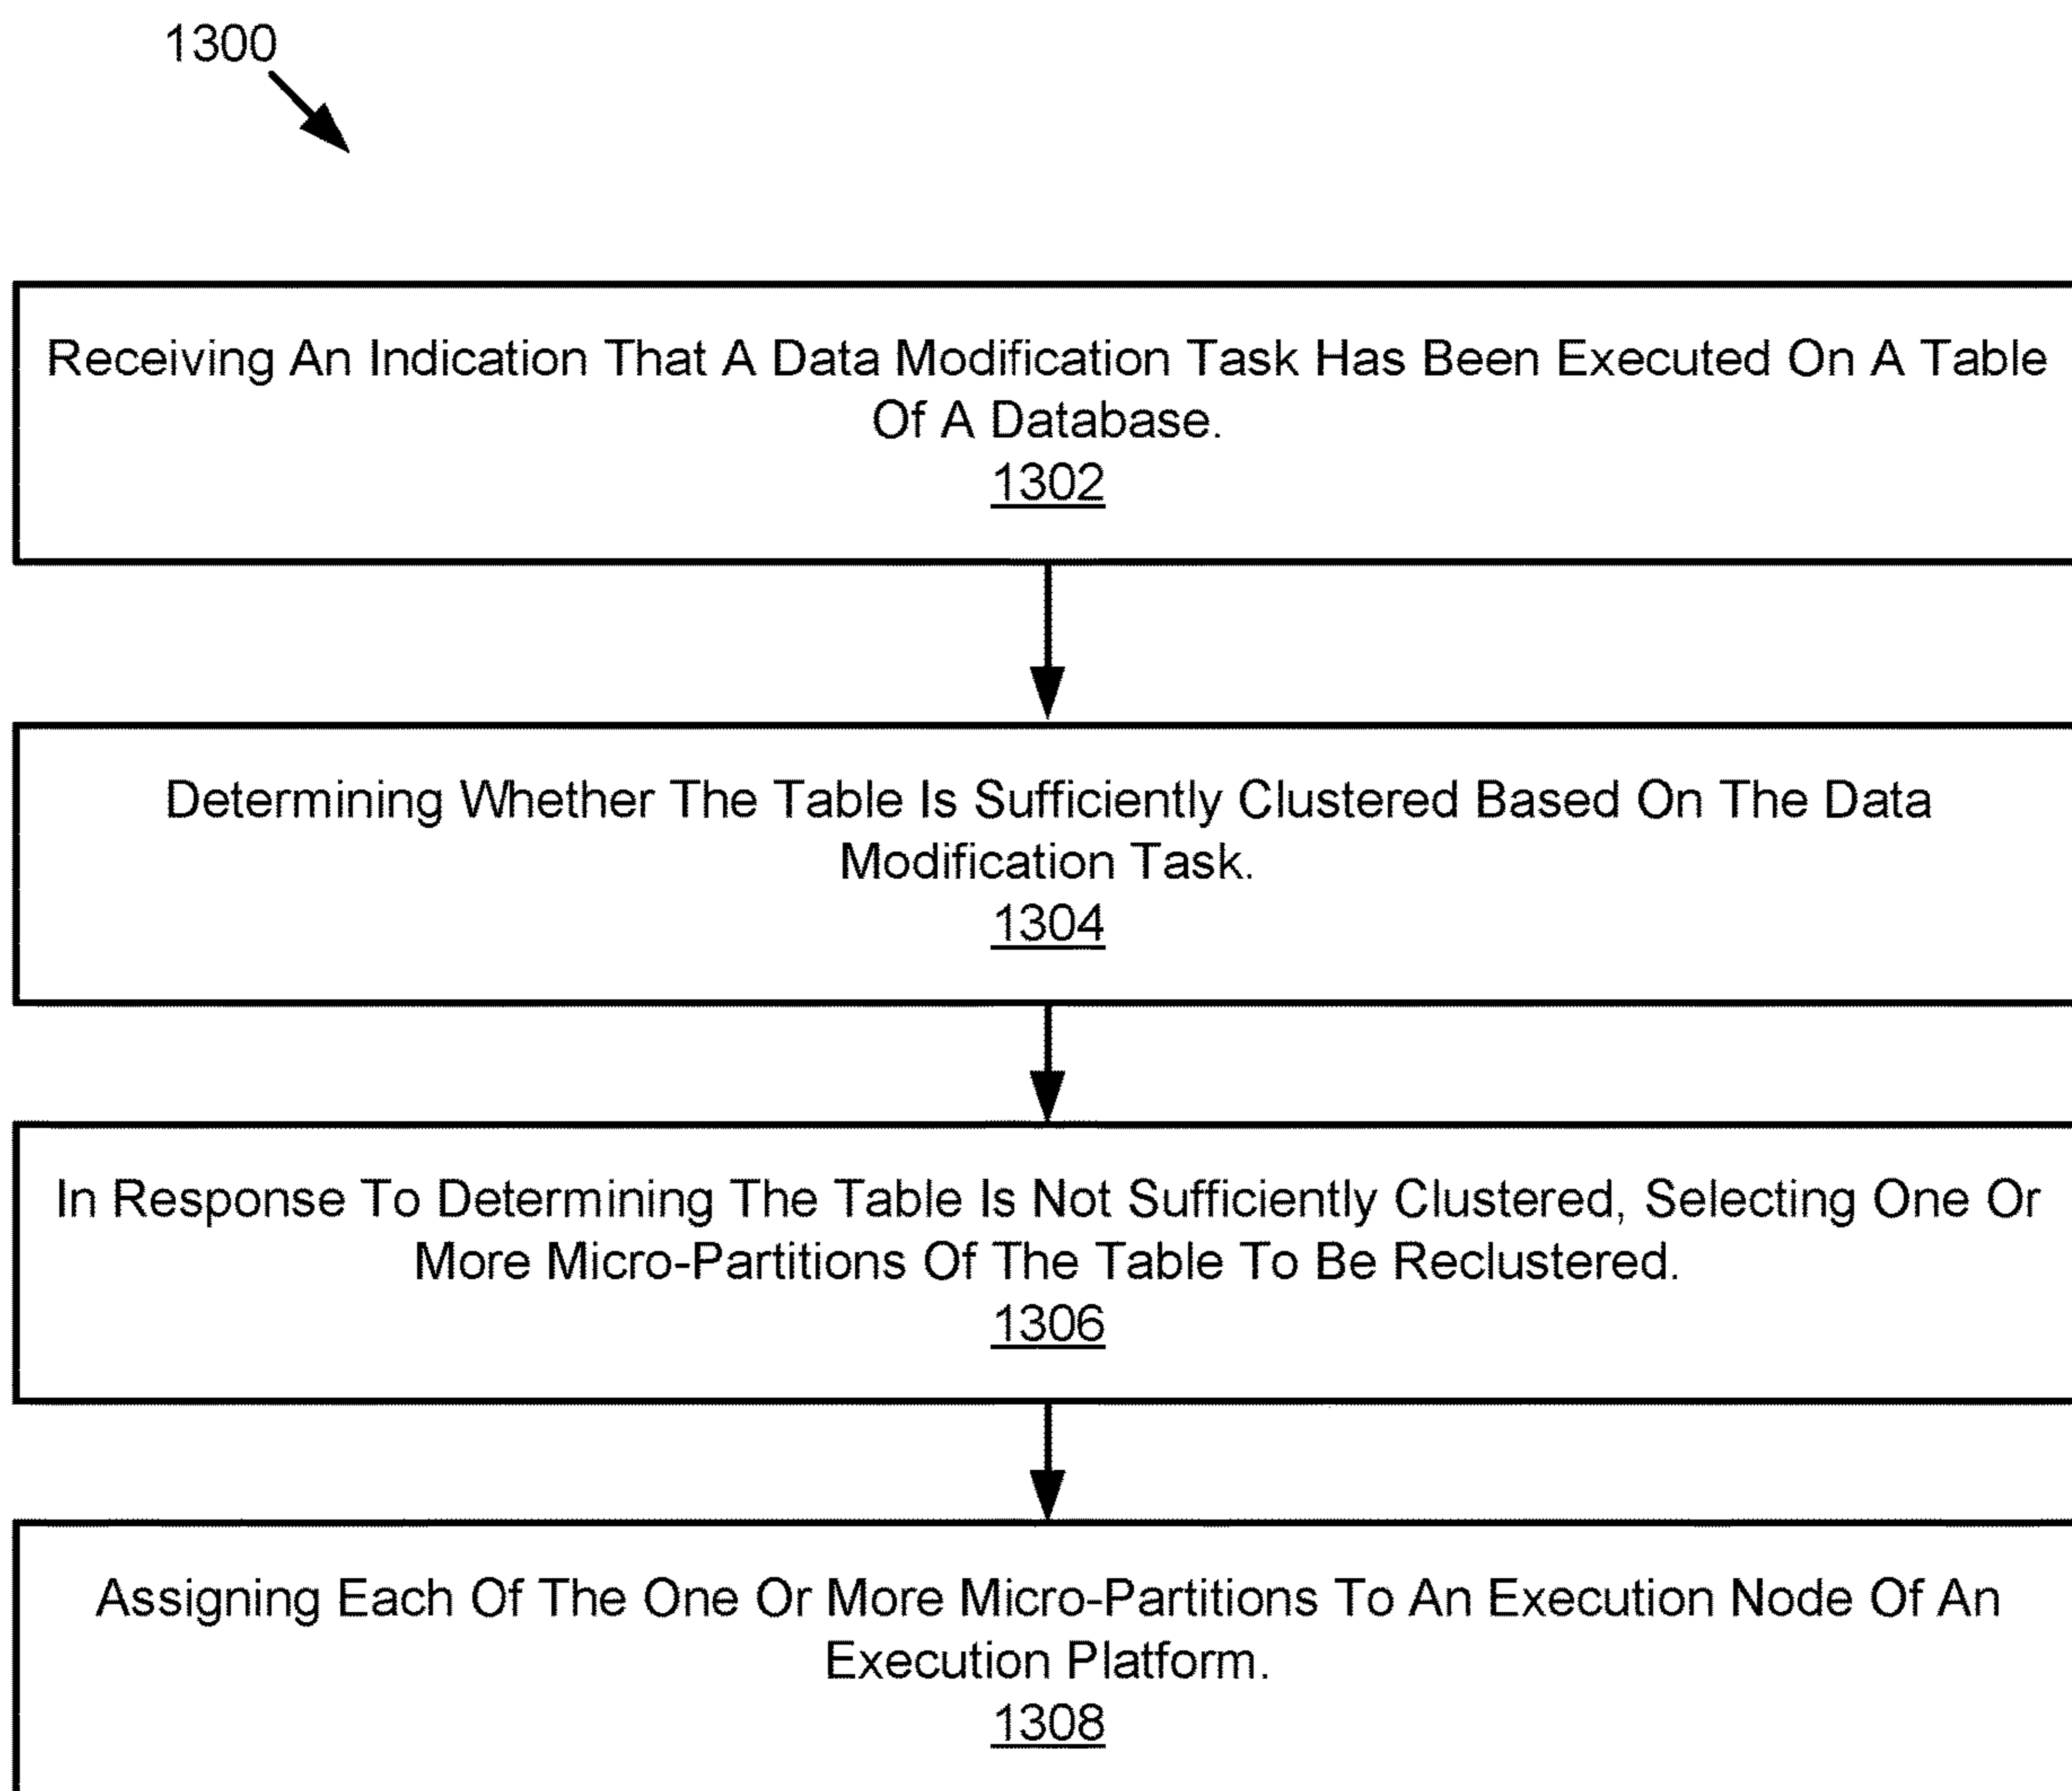 1300
Receiving An Indication That A Data Modification Task Has Been Executed On A Table
Of A Database.
1302
Determining Whether The Table Is Sufficiently Clustered Based On The Data
Modification Task.
1304
In Response To Determining The Table Is Not Sufficiently Clustered, Selecting One Or
More Micro-Partitions Of The Table To Be Reclustered.
1306
Assigning Each Of The One Or More Micro-Partitions To An Execution Node Of An
Execution Platform.
1308